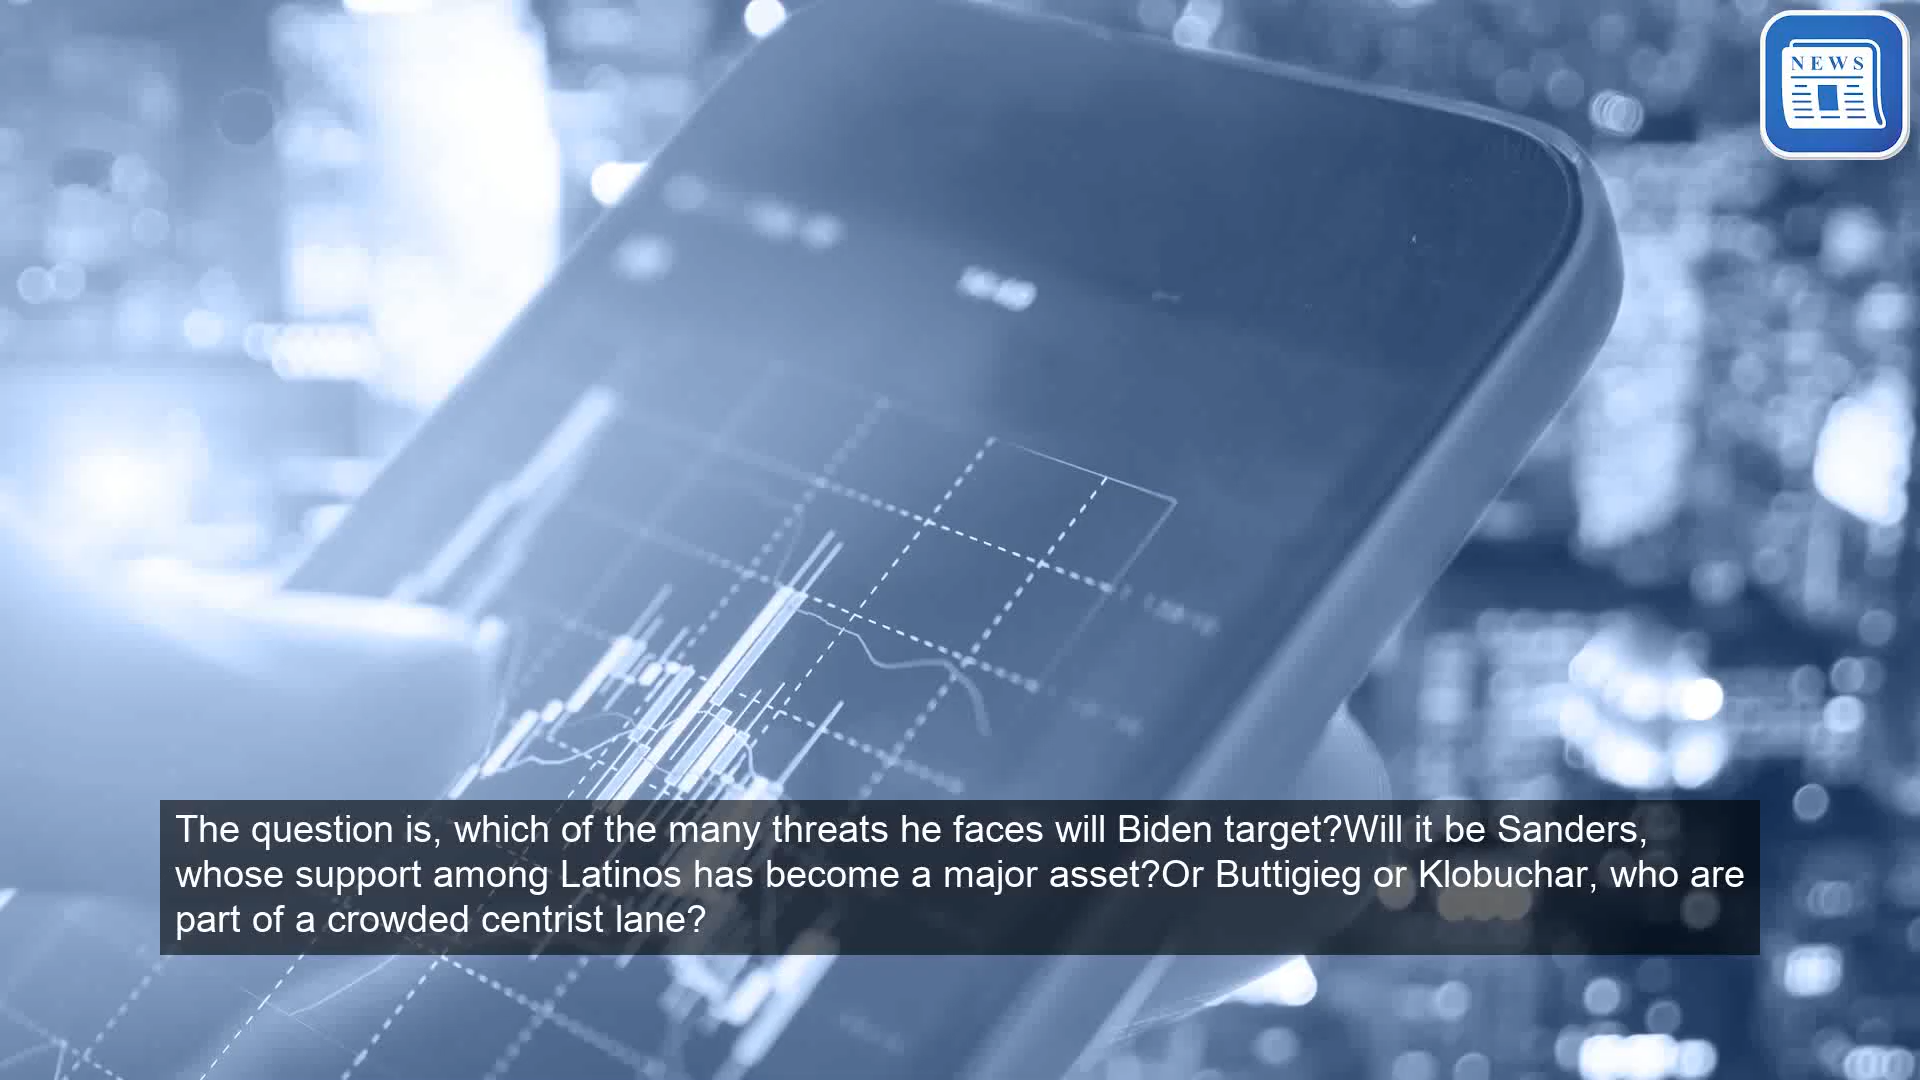 NEWS
The question is, which of the many threats he faces will Biden target?Will it be Sanders,
whose support among Latinos has become a major asset?Or Buttigieg or Klobuchar, who are
part of a crowded centrist lane?